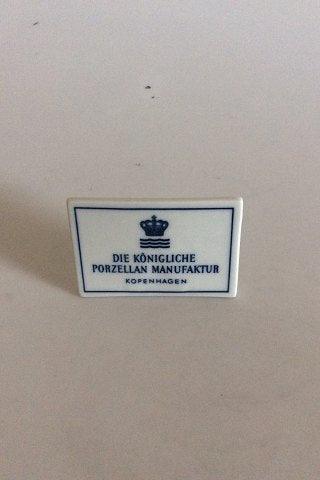 DIE KÖNIGLICHE
PORZELLAN MANUFAKTUR
KOPENHAGEN